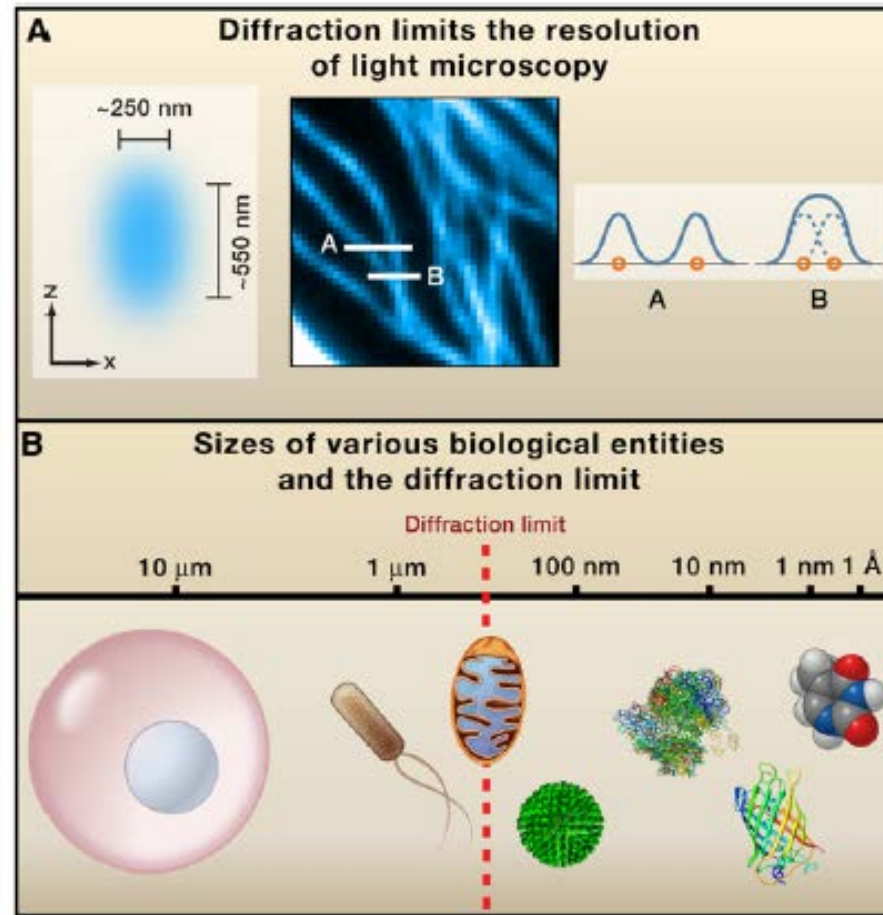 A
Diffraction limits the resolution
of light microscopy
~250 nm
~550 nm
z
x
A
B
A
B
B
Sizes of various biological entities
and the diffraction limit
Diffraction limit
10 μm 1 μm 100 nm 10 nm 1 nm 1 Å